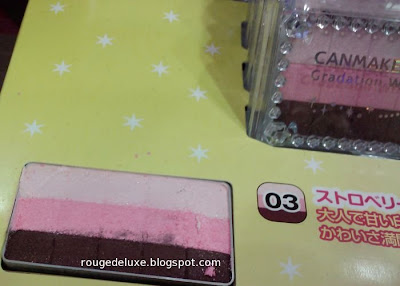 CANMAKE
Gradation W
03
ストロベリー
大人で甘い
かわいさ満
rougedeluxe.blogspot.com